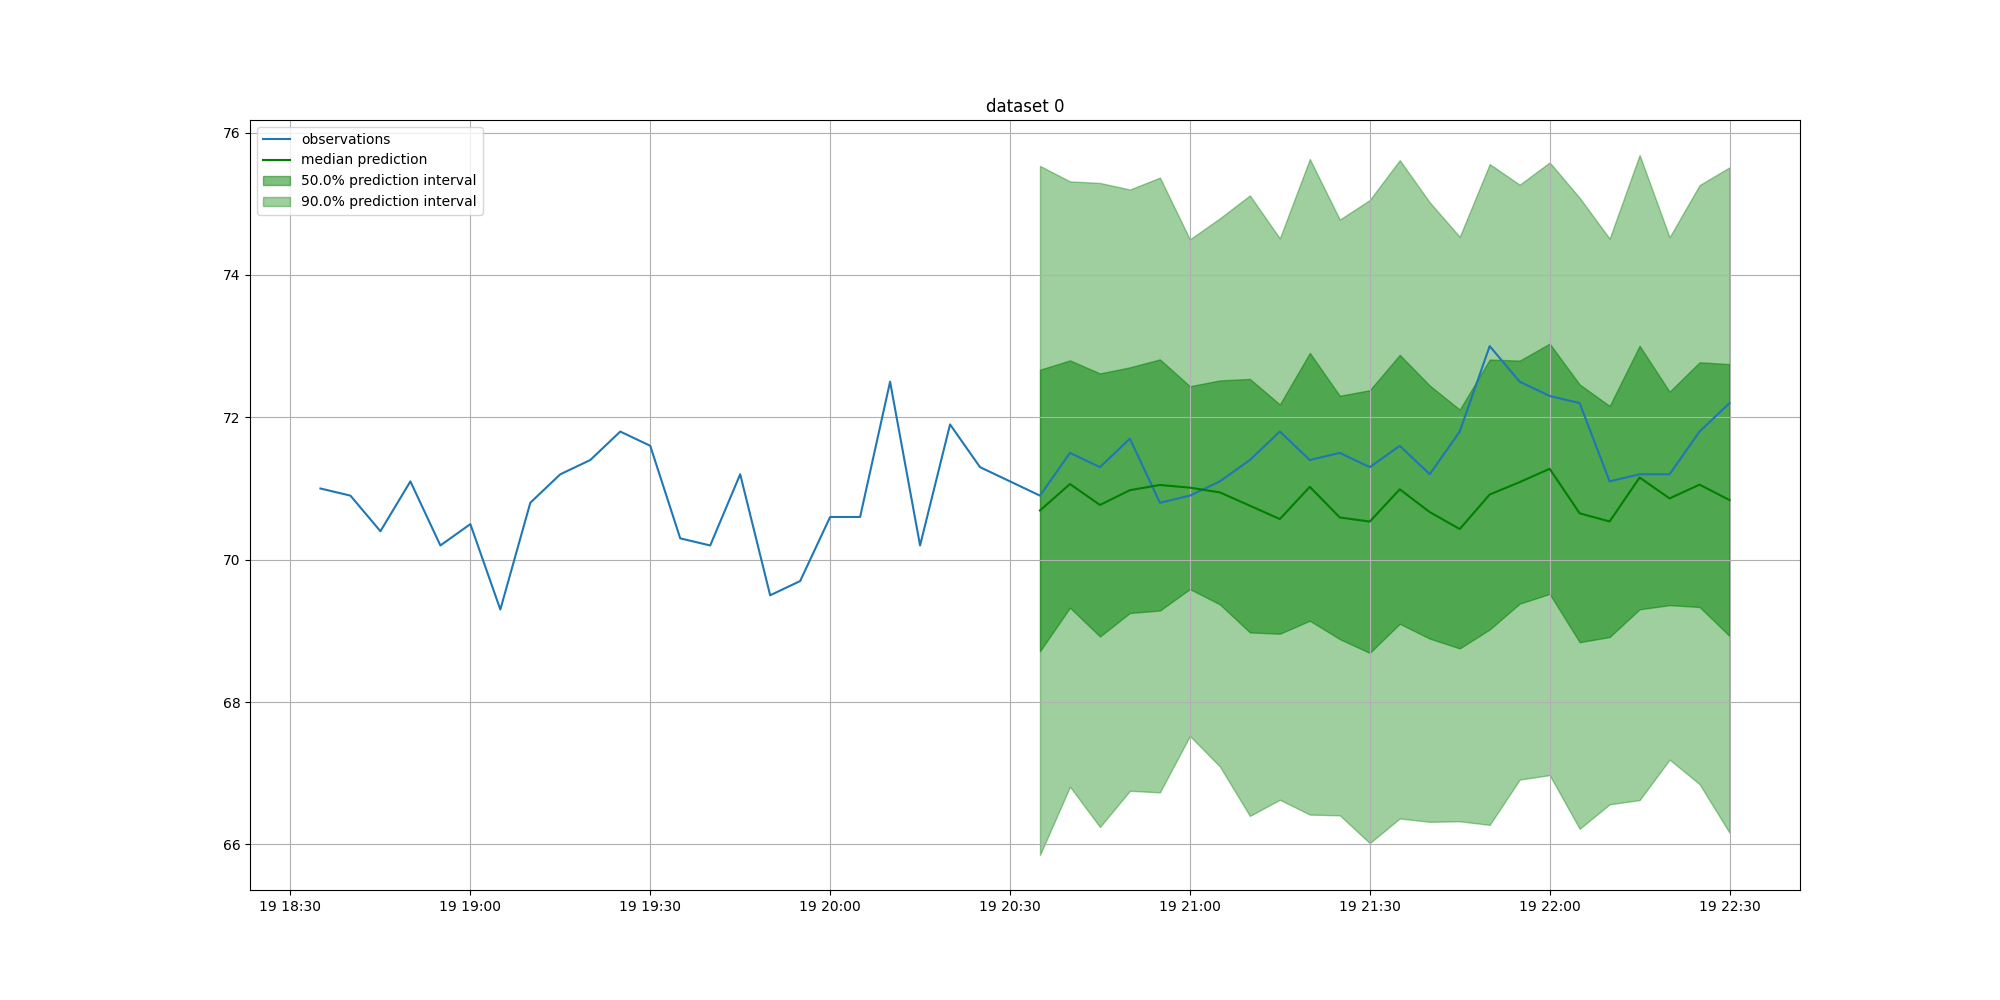 dataset 0
76
observations
median prediction
50.0% prediction interval
90.0% prediction interval
74
72
70
68
66
19 18:30 19 19:00 19 19:30 19 20:00 19 20:30 19 21:00 19 21:30 19 22:00 19 22:30